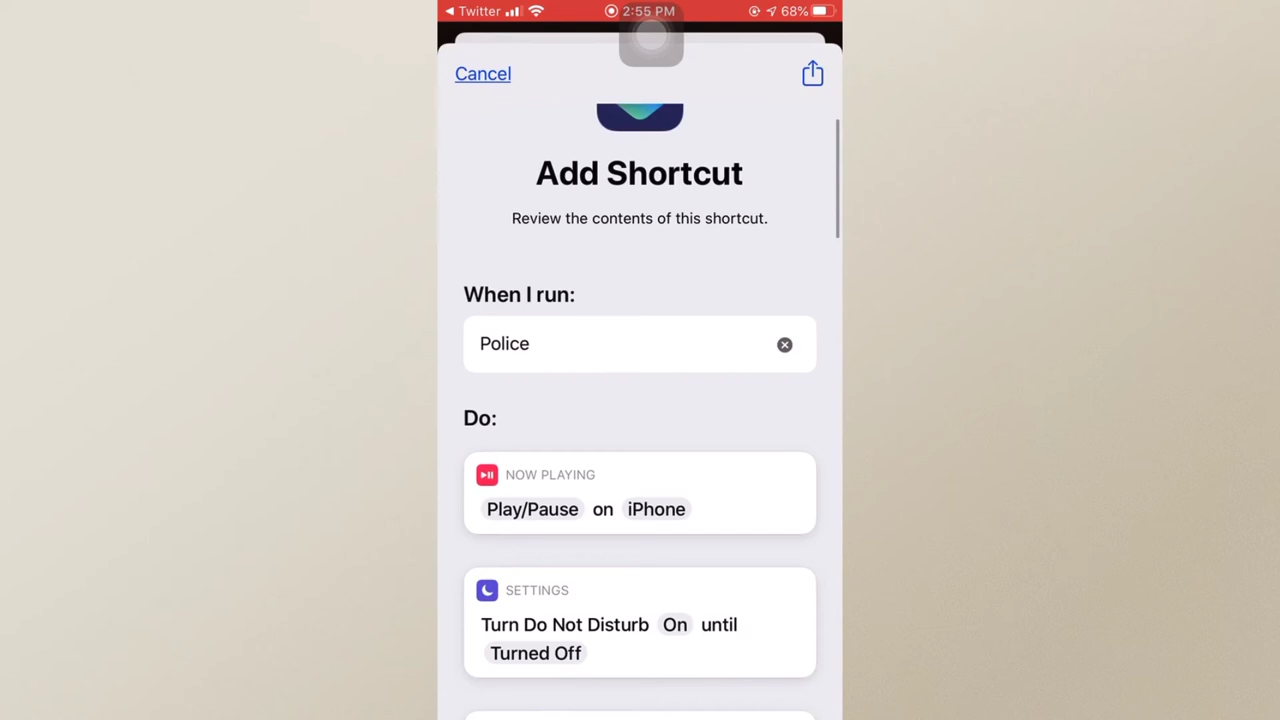 Twitter 2:55 PM 68%
Cancel
Add Shortcut
Review the contents of this shortcut.
When I run:
Police
Do:
NOW PLAYING
Play/Pause on iPhone
SETTINGS
Turn Do Not Disturb On until
Turned Off